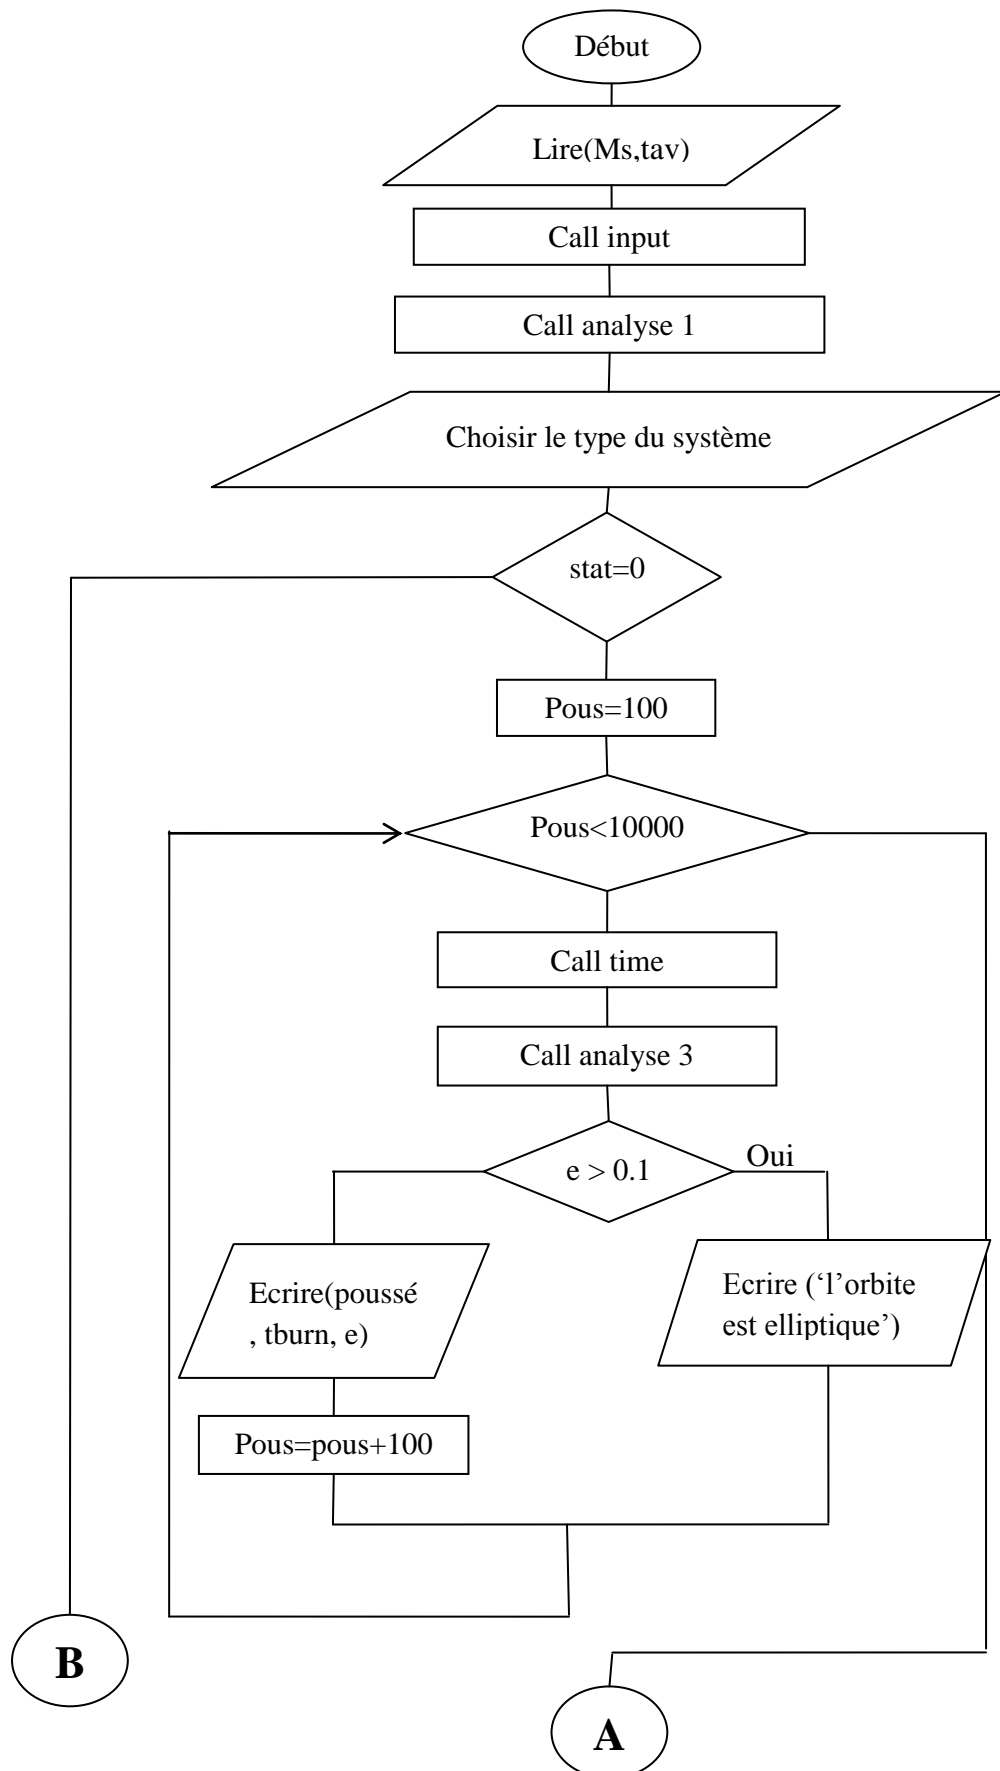 Début
Lire(Ms,tav)
Call input
Call analyse 1
Choisir le type du système
stat=0
Pous=100
Pous<10000
Call time
Call analyse 3
e > 0.1
Oui
Ecrire(poussé
, tburn, e)
Ecrire (‘l’orbite
est elliptique’)
Pous=pous+100
B
A